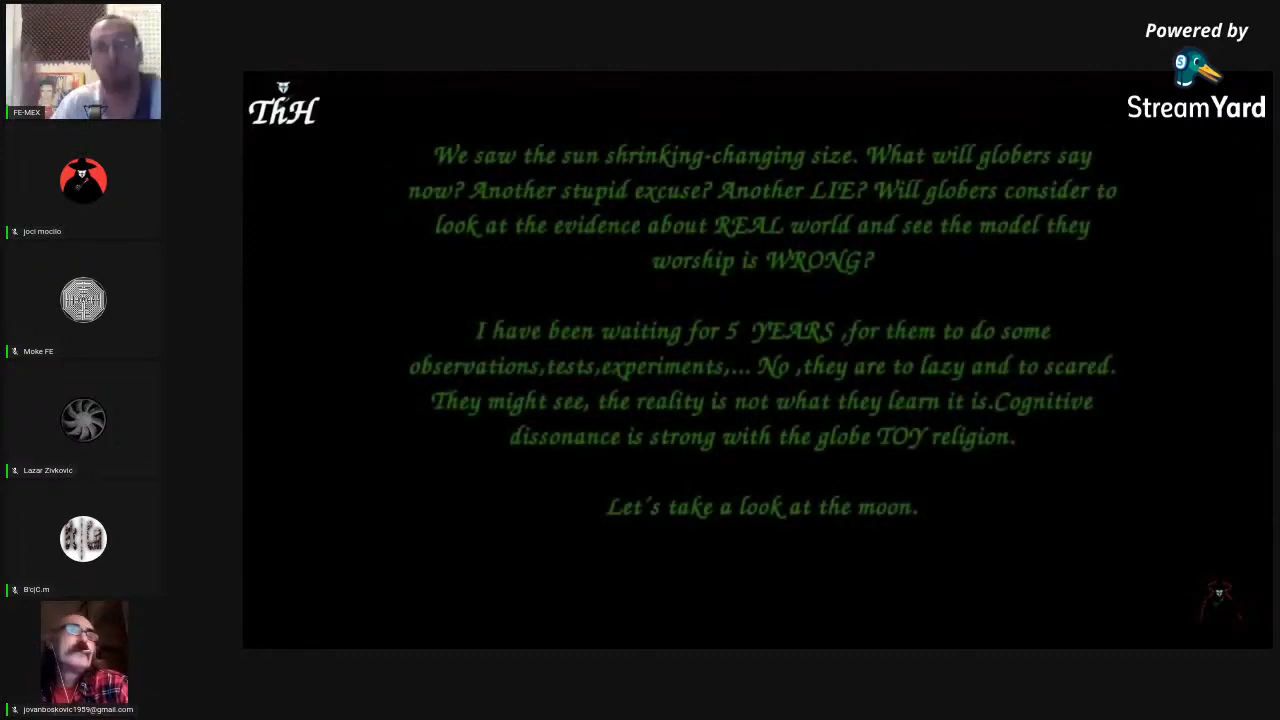 FE-MEX
joci mocilo
Moke FE
Lazar Zivkovic
B'c|C.m
jovanboskovic1959@gmail.com
ThH
We saw the sun shrinking-changing size. What will globers say
now? Another stupid excuse? Another LIE? Will globers consider to
look at the evidence about REAL world and see the model they
worship is WRONG?
I have been waiting for 5 YEARS ,for them to do some
observations,tests,experiments,... No ,they are to lazy and to scared.
They might see, the reality is not what they learn it is.Cognitive
dissonance is strong with the globe TOY religion.
Let´s take a look at the moon.
Powered by
StreamYard